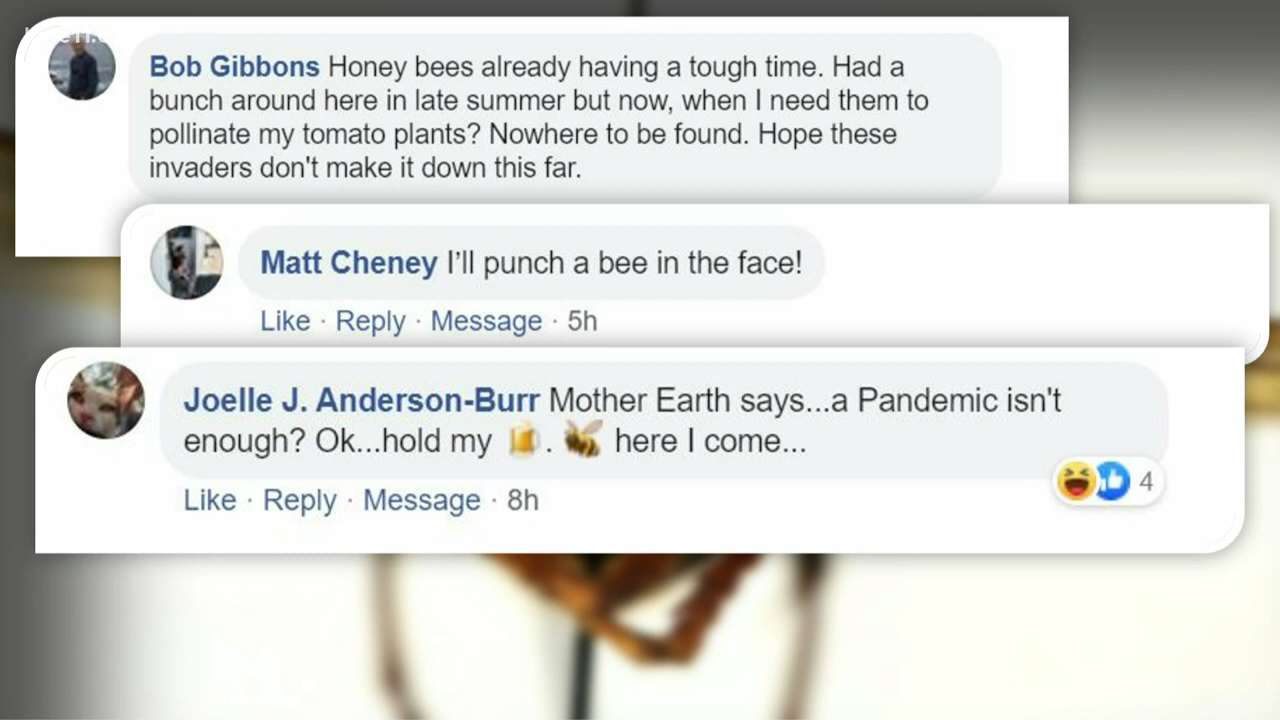 Bob Gibbons Honey bees already having a tough time. Had a
bunch around here in late summer but now, when I need them to
pollinate my tomato plants? Nowhere to be found. Hope these
invaders don't make it down this far.
Matt Cheney I'll punch a bee in the face!
Like · Reply · Message · 5h
Joelle J. Anderson-Burr Mother Earth says...a Pandemic isn't
enough? Ok...hold my 🍺. 🐝 here I come...
4
Like · Reply · Message · 8h